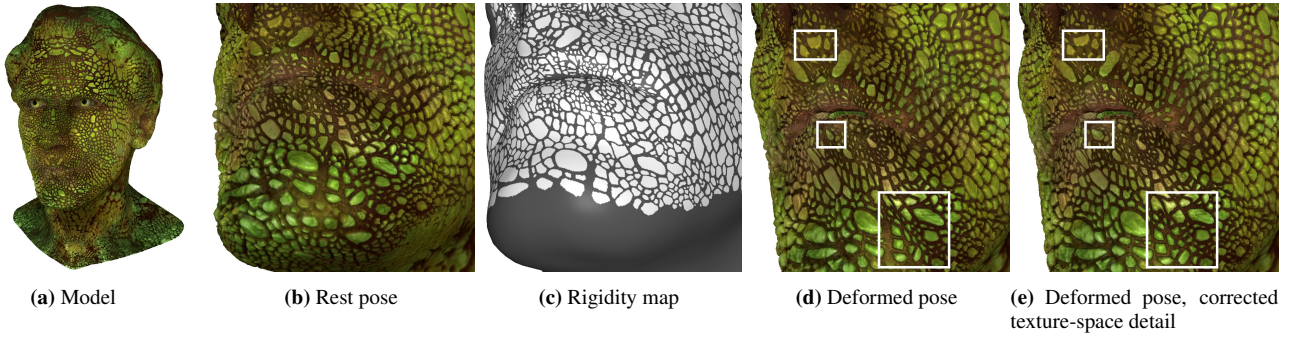 (a) Model
(b) Rest pose
(c) Rigidity map
(d) Deformed pose
(e) Deformed pose, corrected
texture-space detail